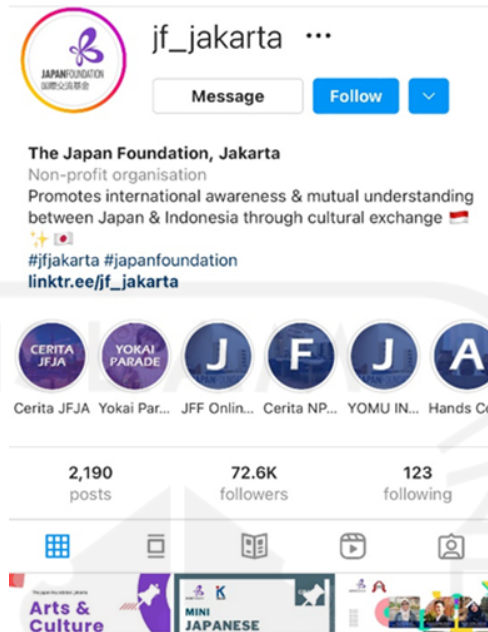 jf_jakarta ...
JAPANFOUNDATION
国際交流基金
Message
Follow
The Japan Foundation, Jakarta
Non-profit organisation
Promotes international awareness & mutual understanding
between Japan & Indonesia through cultural exchange 🇮🇩
✨ 🇯🇵
#jfjakarta #japanfoundation
linktr.ee/jf_jakarta
CERITA
JFJA
YOKAI
PARADE
J
F
J
A
Cerita JFJA Yokai Par... JFF Onlin... Cerita NP... YOMU IN... Hands Ce
2,190
posts
72.6K
followers
123
following
Arts &
Culture
K
MINI
JAPANESE
A